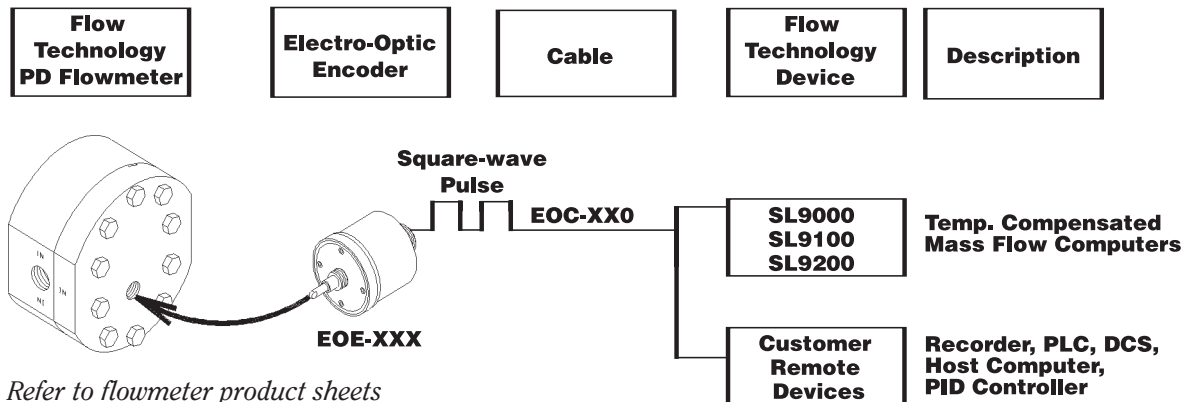 Flow
Technology
PD Flowmeter
Electro-Optic
Encoder
Cable
Flow
Technology
Device
Description
Square-wave
Pulse
EOC-XX0
EOE-XXX
IN
IN
IN
SL9000
SL9100
SL9200
Temp. Compensated
Mass Flow Computers
Customer
Remote
Devices
Recorder, PLC, DCS,
Host Computer,
PID Controller
Refer to flowmeter product sheets